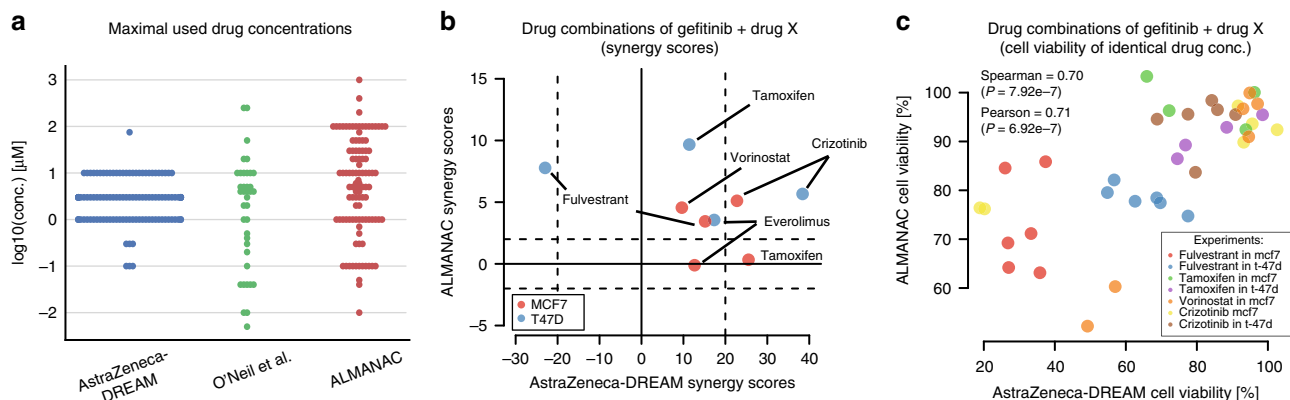 a
Maximal used drug concentrations
log10(conc.) [µM]
3
2
1
0
−1
−2
AstraZeneca-
DREAM
O'Neil et al.
ALMANAC
b
Drug combinations of gefitinib + drug X
(synergy scores)
ALMANAC synergy scores
15
10
5
0
−5
Tamoxifen
Crizotinib
Vorinostat
Fulvestrant
Everolimus
Tamoxifen
MCF7
T47D
−30
−20
−10
0
10
20
30
40
AstraZeneca-DREAM synergy scores
c
Drug combinations of gefitinib + drug X
(cell viability of identical drug conc.)
Spearman = 0.70
(P = 7.92e−7)
Pearson = 0.71
(P = 6.92e−7)
ALMANAC cell viability [%]
100
90
80
70
60
Experiments:
Fulvestrant in mcf7
Fulvestrant in t-47d
Tamoxifen in mcf7
Tamoxifen in t-47d
Vorinostat in mcf7
Crizotinib mcf7
Crizotinib in t-47d
20
40
60
80
100
AstraZeneca-DREAM cell viability [%]